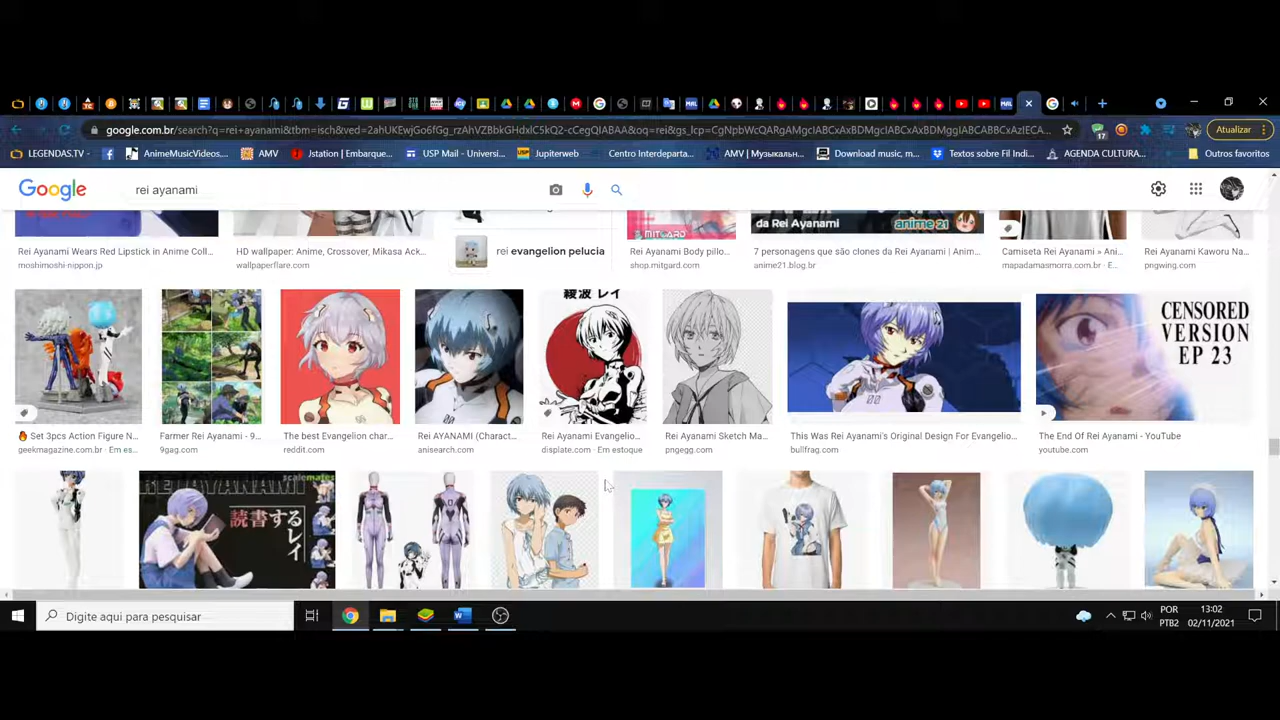 google.com.br/search?q=rei+ayanami&tbm=isch&ved=2ahUKEwjGo6fGg_rzAhVZBbkGHdxlC5kQ2-cCegQIABAA&oq=rei&gs_lcp=CgNpbWcQARgAMgcIABCxAxBDMgcIABCxAxBDMggIABCABBCxAzIECA...
Atualizar
LEGENDAS.TV
AnimeMusicVideos,...
AMV
Jstation | Embarque...
USP Mail - Universi...
Jupiterweb
Centro Interdeparta...
AMV | Музыкальн...
Download music, m...
Textos sobre Fil Indi...
AGENDA CULTURA...
Outros favoritos
Google
rei ayanami
da Rei Ayanami
anime 21
Rei Ayanami Wears Red Lipstick in Anime Coll...
moshimoshi-nippon.jp
HD wallpaper: Anime, Crossover, Mikasa Ack...
wallpaperflare.com
rei evangelion pelucia
MITGARD
Rei Ayanami Body pillo...
shop.mitgard.com
7 personagens que são clones da Rei Ayanami | Anim...
anime21.blog.br
Camiseta Rei Ayanami » Ani...
mapadamasmorra.com.br · E...
Rei Ayanami Kaworu Na...
pngwing.com
綾波 レイ
CENSORED
VERSION
EP 23
Set 3pcs Action Figure N...
geekmagazine.com.br · Em es...
Farmer Rei Ayanami - 9...
9gag.com
The best Evangelion char...
reddit.com
Rei AYANAMI (Charact...
anisearch.com
Rei Ayanami Evangelio...
displate.com · Em estoque
Rei Ayanami Sketch Ma...
pngegg.com
This Was Rei Ayanami's Original Design For Evangelio...
bullfrag.com
The End Of Rei Ayanami - YouTube
youtube.com
REI AYANAMI
scalemates
読書する
レイ
Digite aqui para pesquisar
POR
PTB2
13:02
02/11/2021